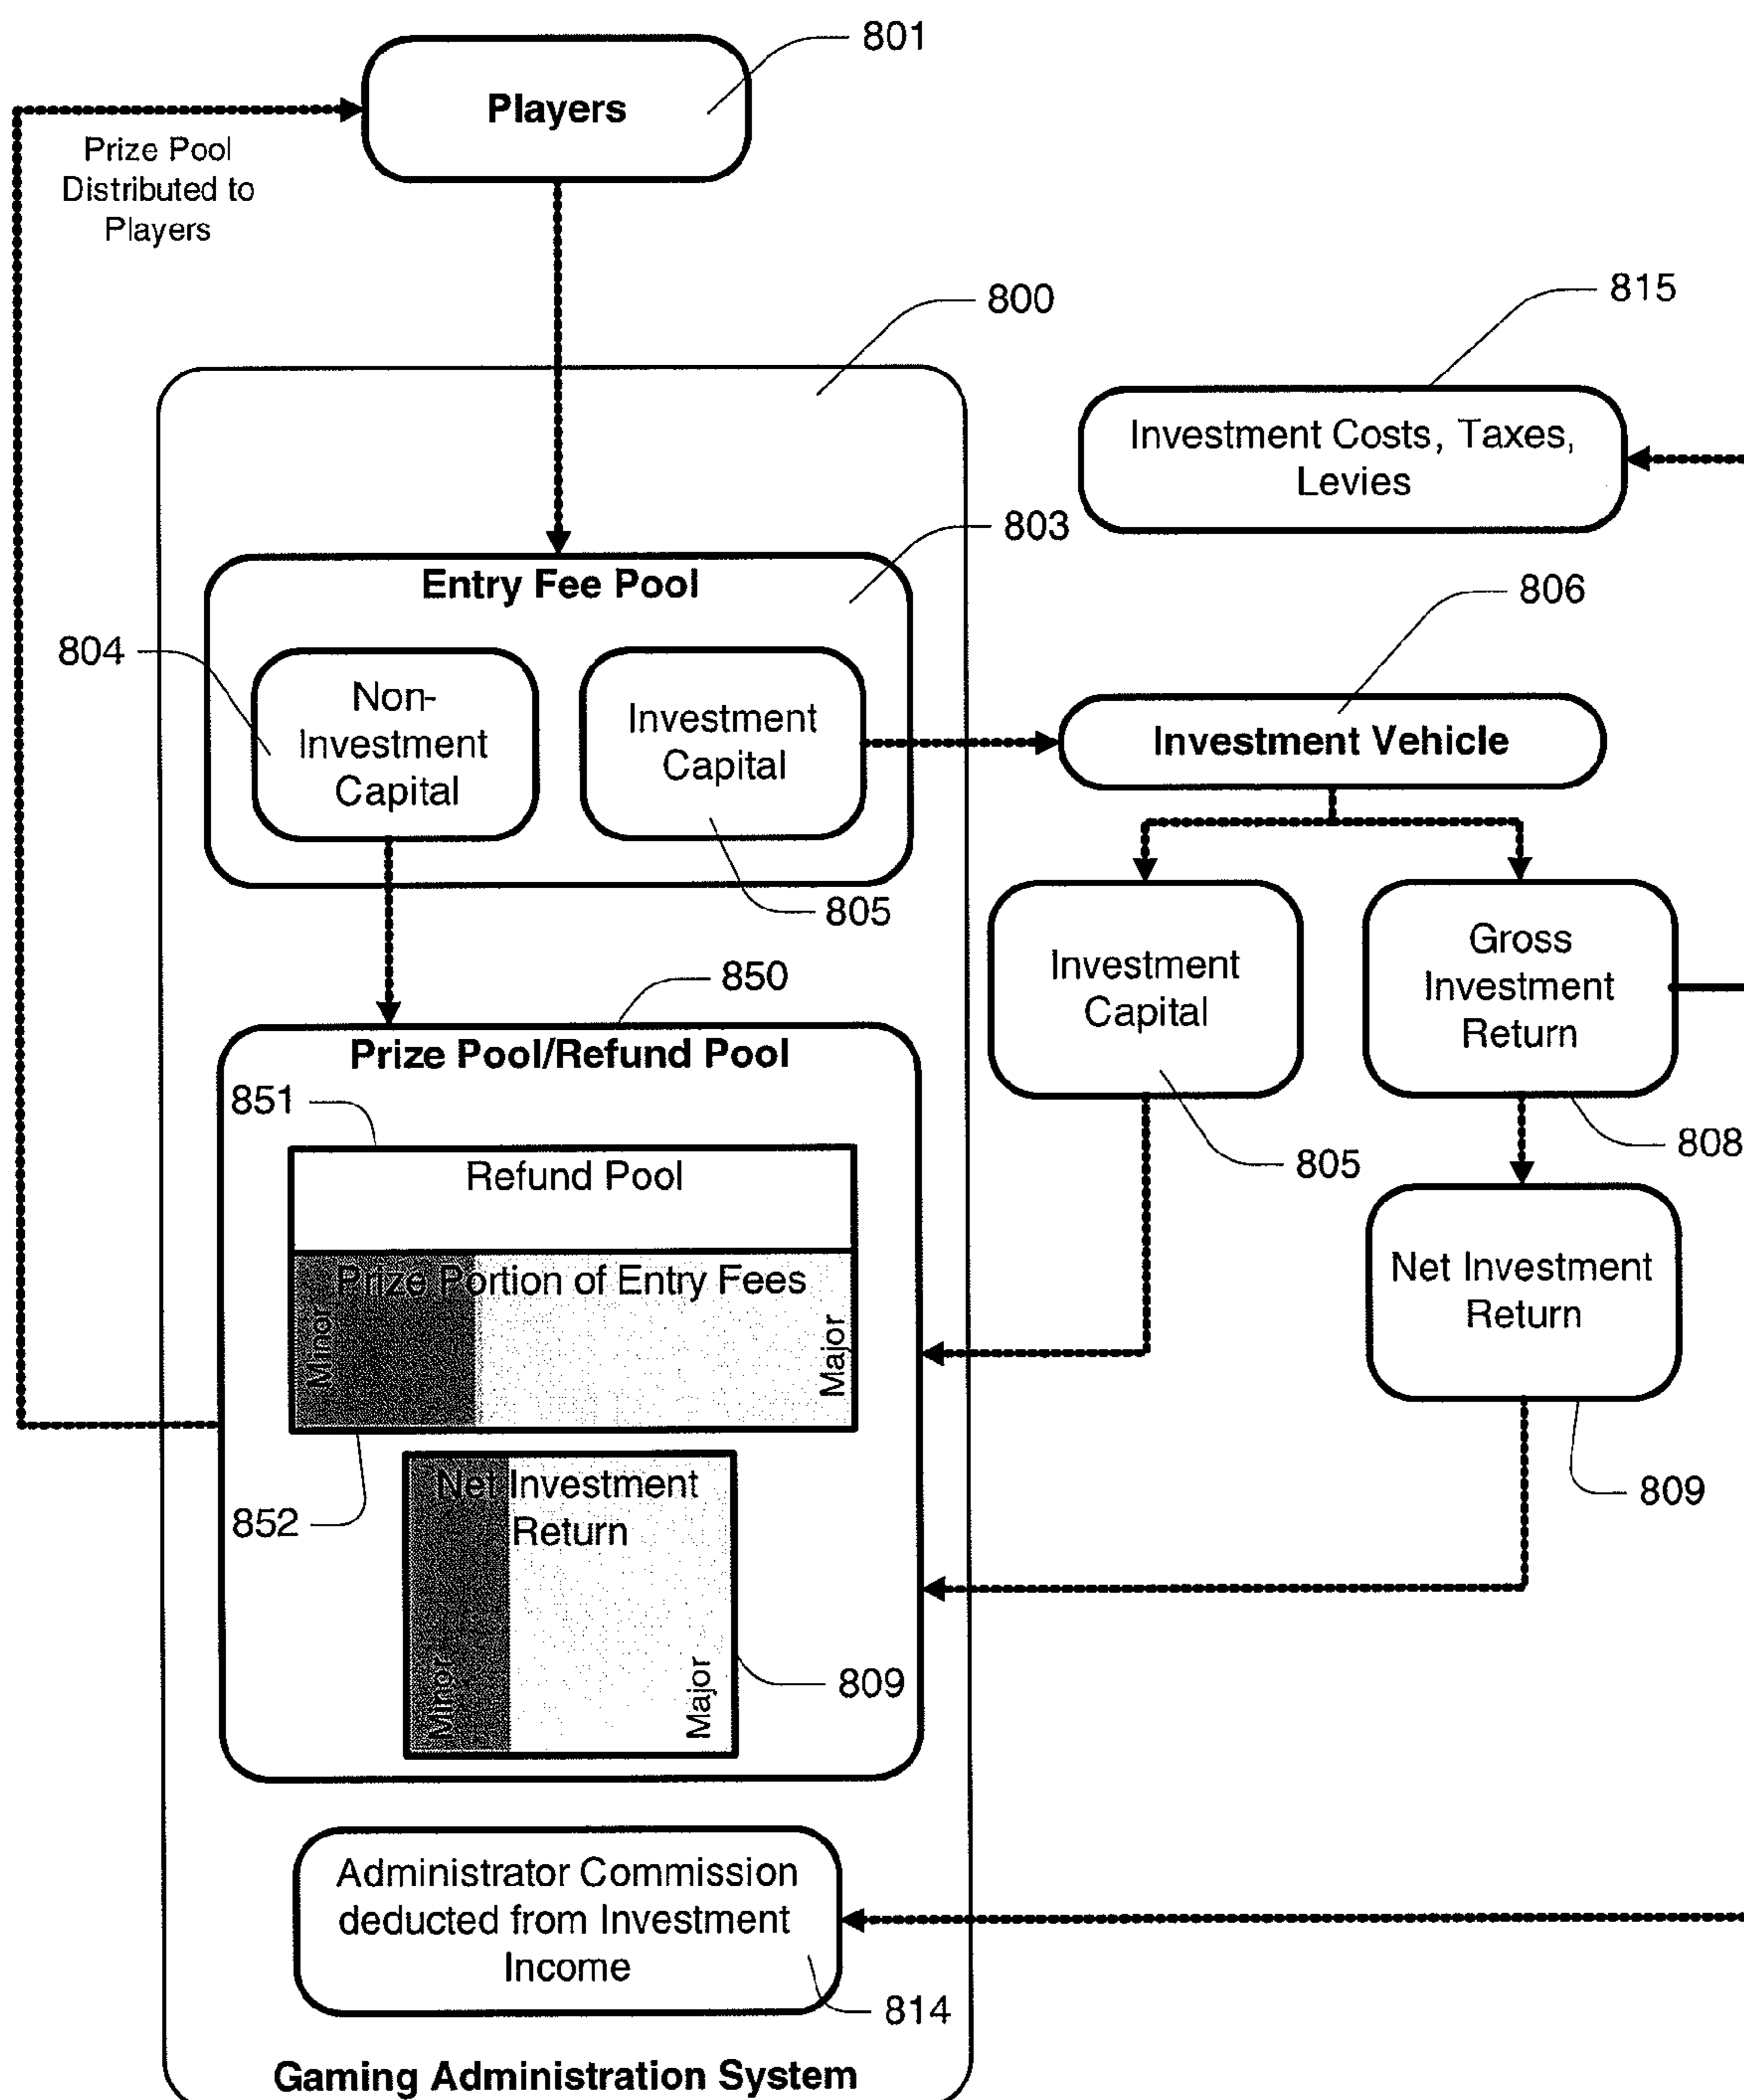 801
Players
Prize Pool
Distributed to
Players
800
815
Investment Costs, Taxes,
Levies
803
Entry Fee Pool
806
804
Non-
Investment
Capital
Investment
Capital
Investment Vehicle
805
850
Prize Pool/Refund Pool
Investment
Capital
Gross
Investment
Return
851
Refund Pool
808
805
Prize Portion of Entry Fees
Minor
Major
Net Investment
Return
852
Net Investment
Return
809
Minor
Major
809
Administrator Commission
deducted from Investment
Income
814
Gaming Administration System